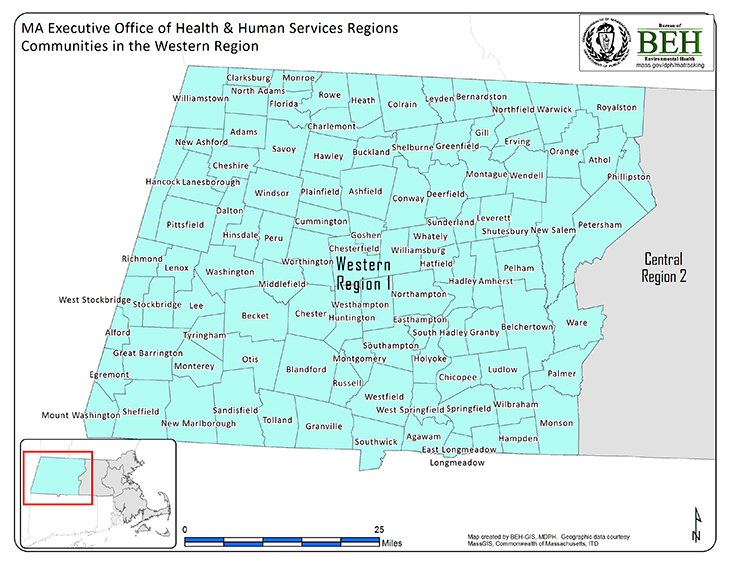 MA Executive Office of Health & Human Services Regions
Communities in the Western Region
Bureau of
BEH
Environmental Health
mass.gov/dph/matracking
Clarksburg Monroe
Williamstown North Adams Rowe Heath Colrain Leyden Bernardston
Florida Northfield Warwick Royalston
Charlemont
Adams Gill
New Ashford Savoy Hawley Buckland Shelburne Greenfield Erving Orange Athol
Cheshire
Hancock Lanesborough Montague Wendell Phillipston
Windsor Plainfield Ashfield Conway Deerfield
Dalton
Pittsfield Cummington Sunderland Leverett Petersham
Hinsdale Peru Goshen Whately Shutesbury New Salem
Chesterfield Williamsburg
Richmond Worthington Hatfield
Lenox Washington Pelham
Middlefield Hadley Amherst
Western
Region 1
Central
Region 2
West Stockbridge Northampton
Stockbridge Lee Westhampton
Becket Chester Huntington Easthampton Ware
Alford Tyringham South Hadley Granby Belchertown
Southampton
Great Barrington Otis Montgomery Holyoke
Monterey Blandford Ludlow
Egremont Russell Chicopee Palmer
Westfield
Mount Washington Sheffield Sandisfield West Springfield Springfield Wilbraham
New Marlborough Tolland Granville Monson
Southwick Agawam Hampden
East Longmeadow
Longmeadow
0 25
Miles
N
Map created by BEH-GIS, MDPH. Geographic data courtesy
MassGIS, Commonwealth of Massachusetts, ITD